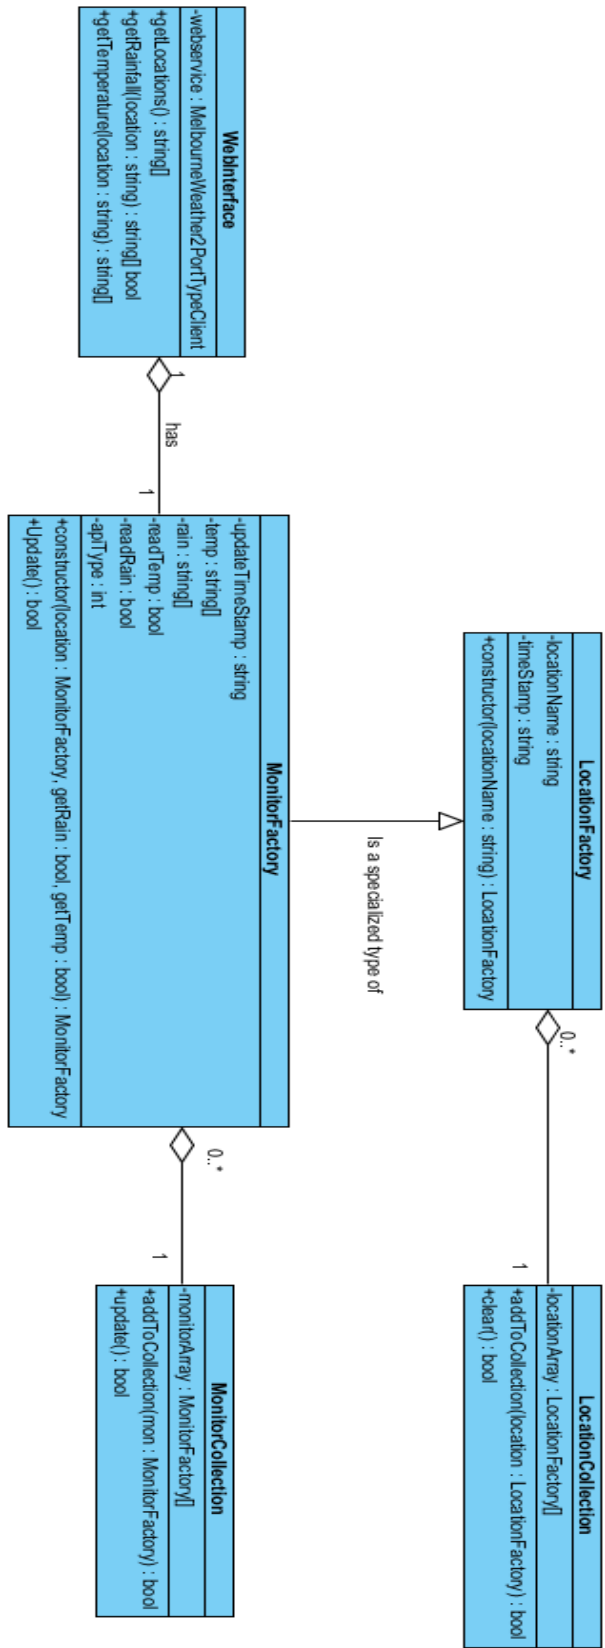 LocationFactory
-locationName : string
-timeStamp : string
+constructor(locationName : string) : LocationFactory
0..*
1
LocationCollection
-locationArray : LocationFactory[]
+addToCollection(location : LocationFactory) : bool
+clear() : bool
Is a specialized type of
WebInterface
-webservice : MelbourneWeather2PortTypeClient
+getLocations() : string[]
+getRainfall(location : string) : string[] bool
+getTemperature(location : string) : string[]
1
has
1
MonitorFactory
-updateTimeStamp : string
-temp : string[]
-rain : string[]
-readTemp : bool
-readRain : bool
-apiType : int
+constructor(location : MonitorFactory, getRain : bool, getTemp : bool) : MonitorFactory
+Update() : bool
0..*
1
MonitorCollection
-monitorArray : MonitorFactory[]
+addToCollection(mon : MonitorFactory) : bool
+update() : bool